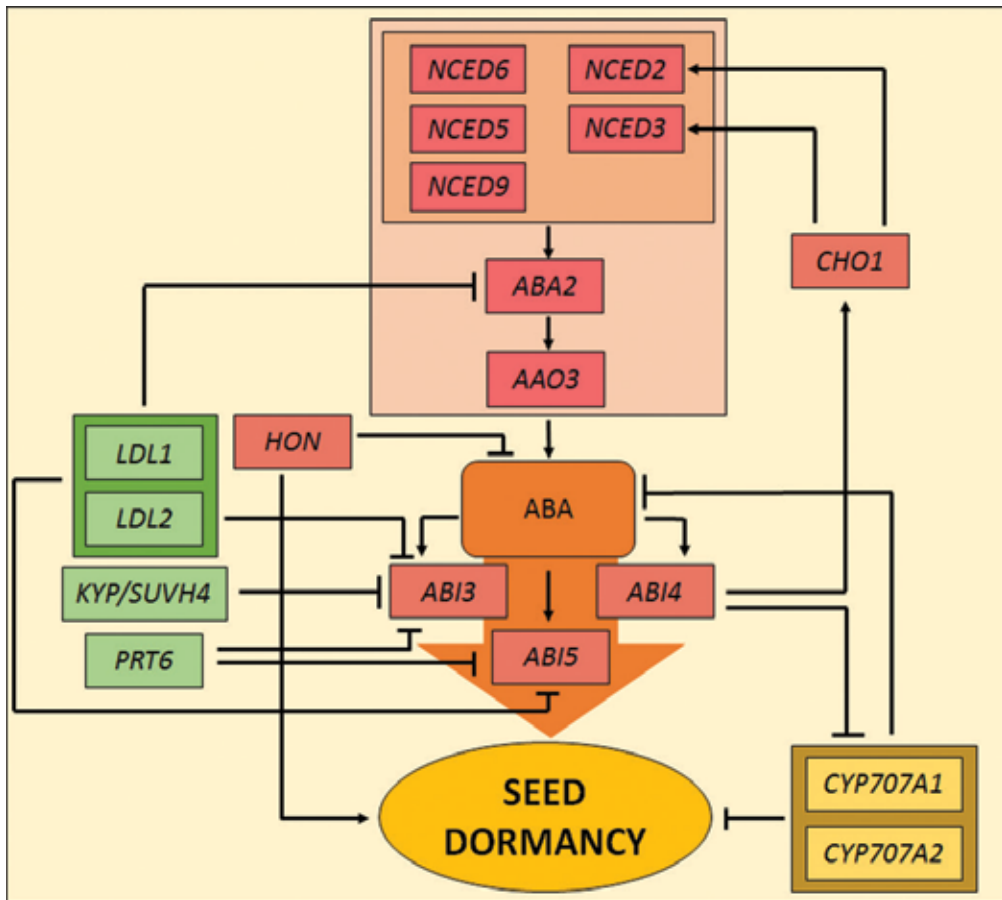 NCED6
NCED2
NCED5
NCED3
NCED9
CHO1
ABA2
AAO3
LDL1
HON
LDL2
ABA
KYP/SUVH4
ABI3
ABI4
PRT6
ABI5
SEED
DORMANCY
CYP707A1
CYP707A2